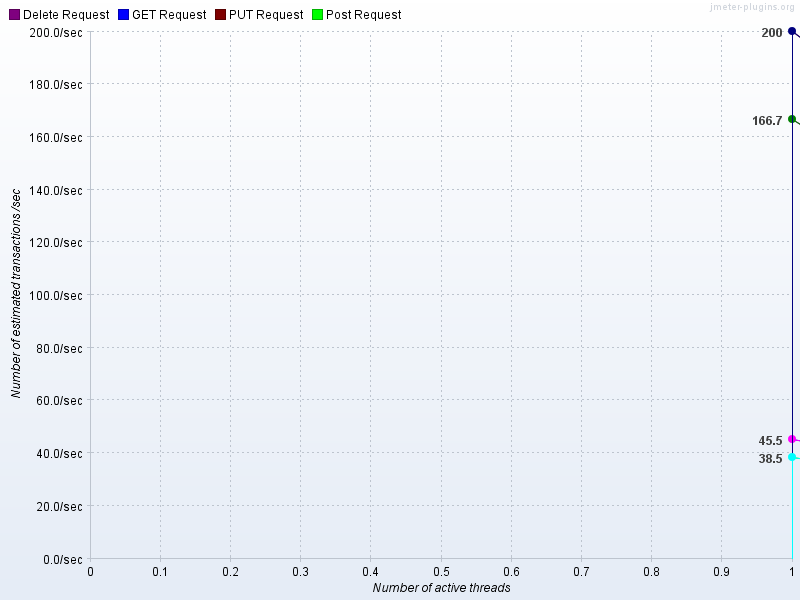 Delete Request GET Request PUT Request Post Request
jmeter-plugins.org
200.0/sec
180.0/sec
160.0/sec
140.0/sec
120.0/sec
100.0/sec
80.0/sec
60.0/sec
40.0/sec
20.0/sec
0.0/sec
Number of estimated transactions /sec
200
166.7
45.5
38.5
0 0.1 0.2 0.3 0.4 0.5 0.6 0.7 0.8 0.9 1
Number of active threads